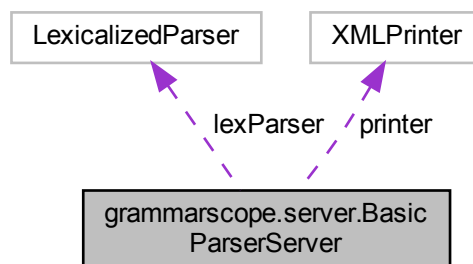 LexicalizedParser
XMLPrinter
lexParser
printer
grammarscope.server.Basic
ParserServer